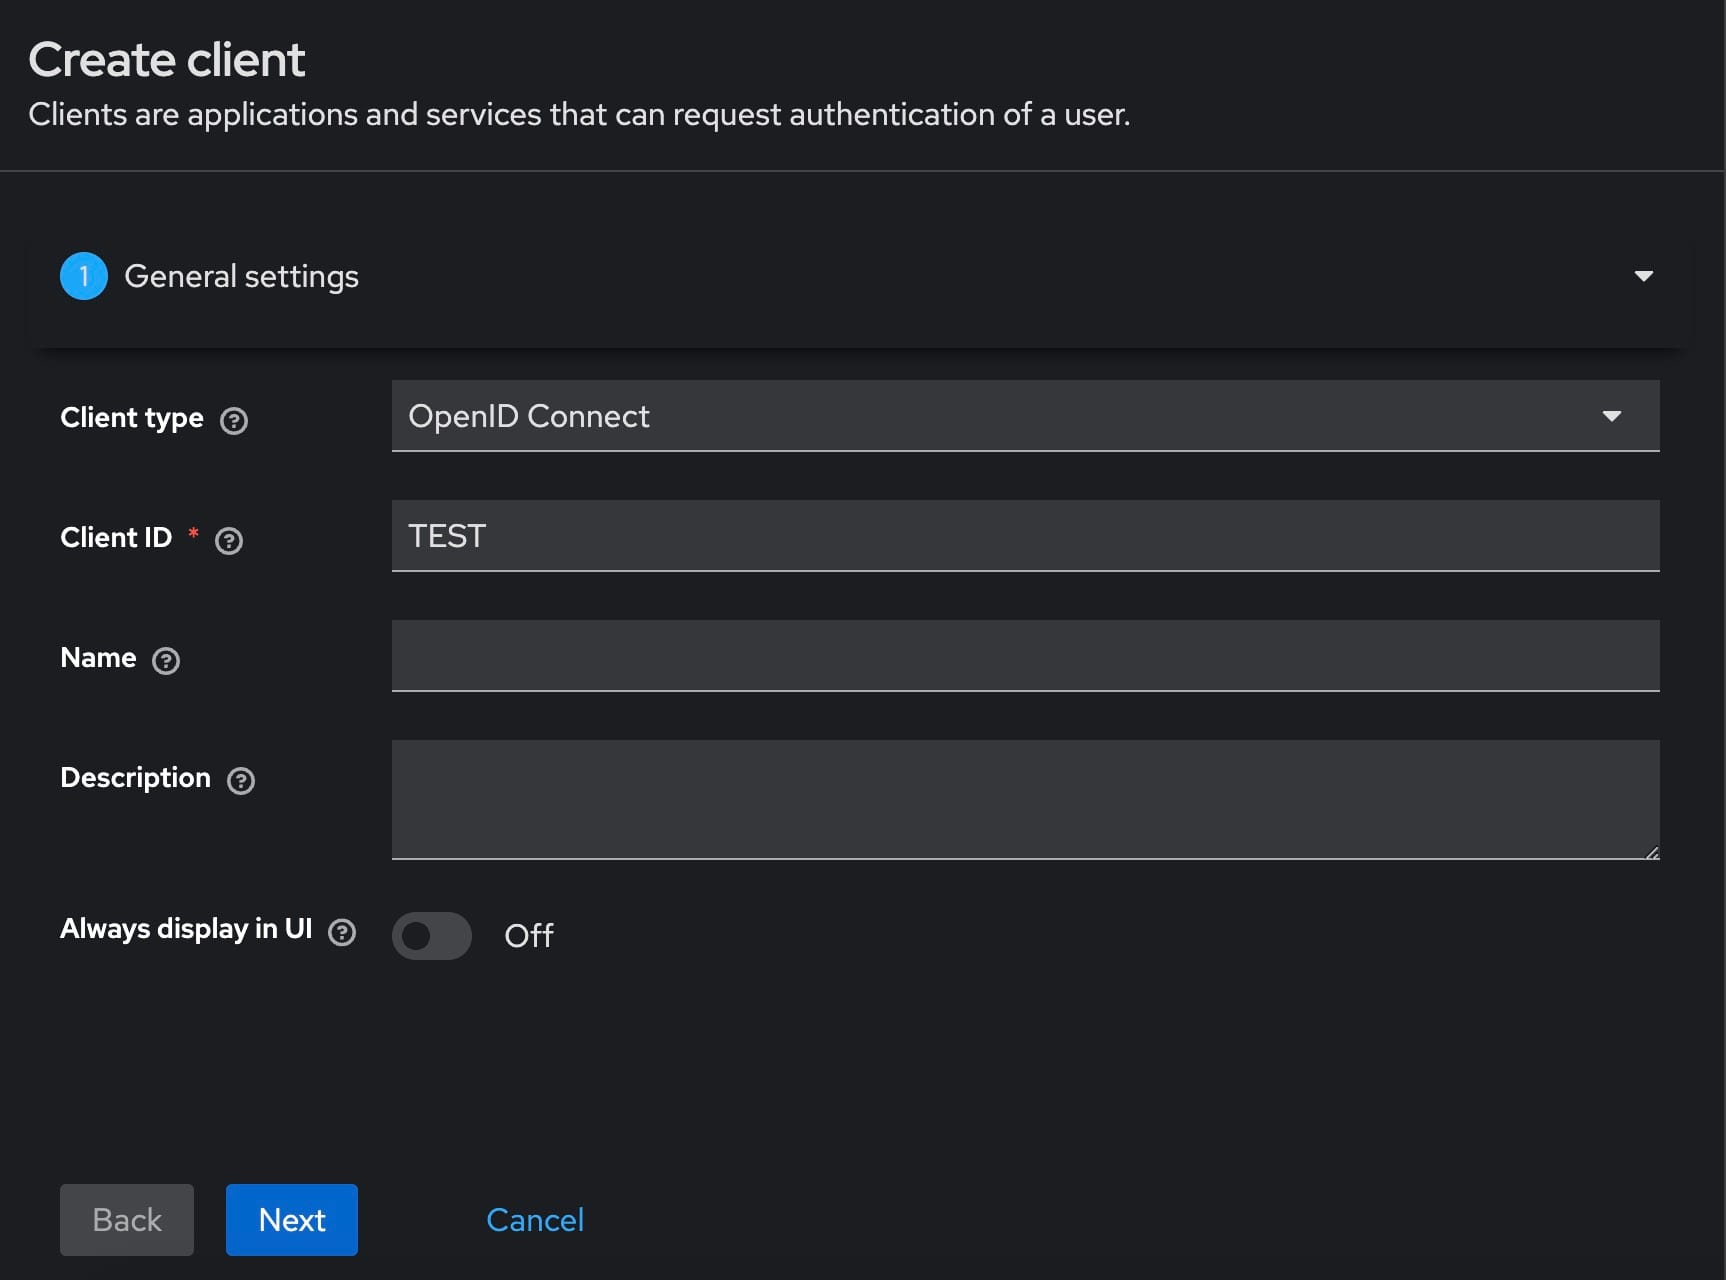 Create client
Clients are applications and services that can request authentication of a user.
1 General settings
Client type ?
OpenID Connect
Client ID * ?
TEST
Name ?
Description ?
Always display in UI ?
Off
Back
Next
Cancel